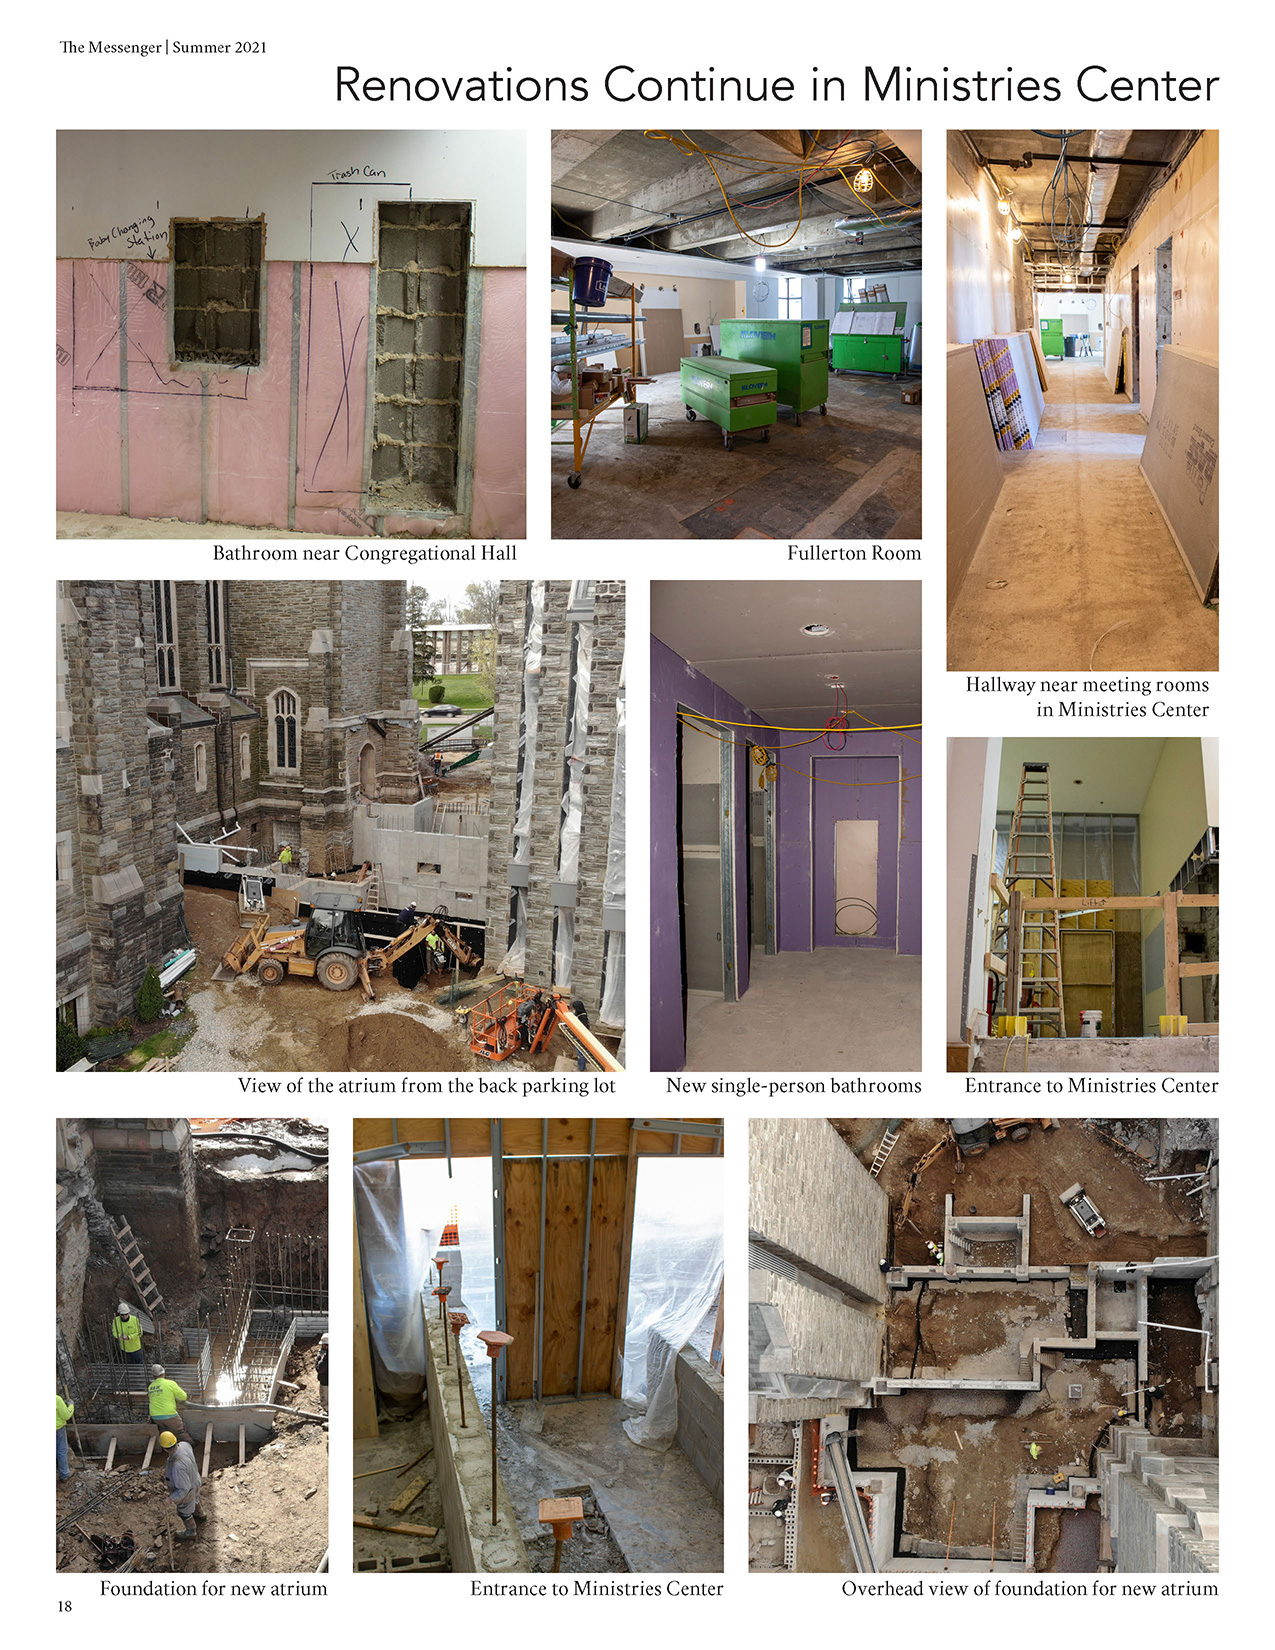 The Messenger | Summer 2021
Renovations Continue in Ministries Center
Trash Can
Baby Changing
Station
X
Bathroom near Congregational Hall
Fullerton Room
Hallway near meeting rooms
in Ministries Center
View of the atrium from the back parking lot
New single-person bathrooms
Entrance to Ministries Center
Foundation for new atrium
Entrance to Ministries Center
Overhead view of foundation for new atrium
18